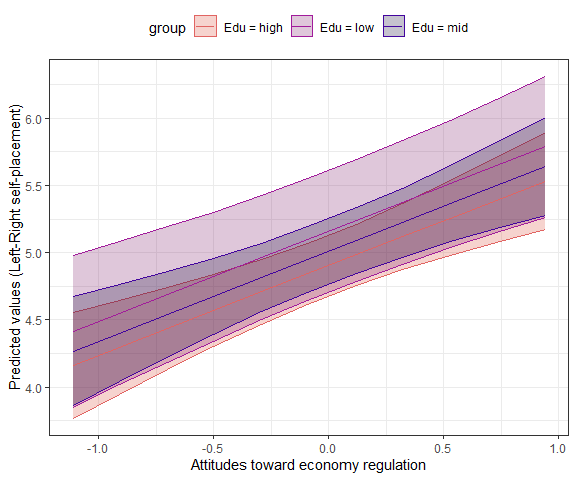 group Edu = high Edu = low Edu = mid
Predicted values (Left-Right self-placement)
6.0
5.5
5.0
4.5
4.0
-1.0 -0.5 0.0 0.5 1.0
Attitudes toward economy regulation